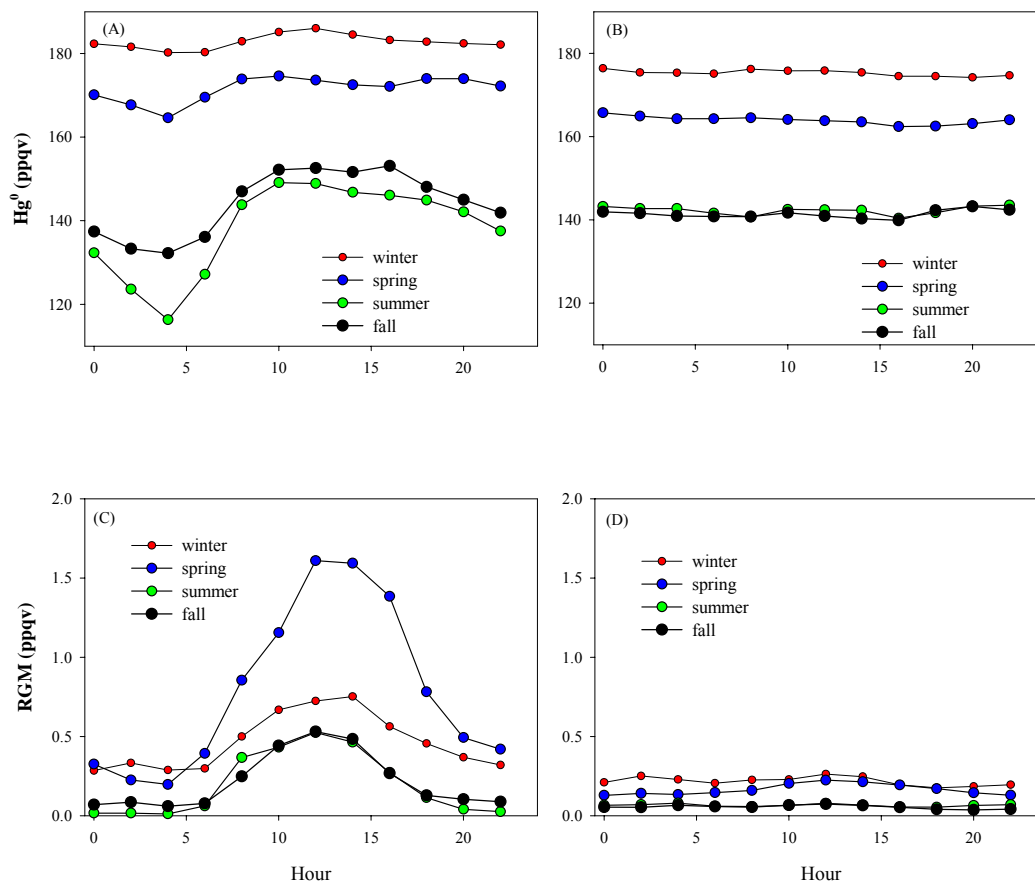 (A)
180
160
140
120
Hg⁰ (ppqv)
winter
spring
summer
fall
0 5 10 15 20
(B)
180
160
140
120
winter
spring
summer
fall
0 5 10 15 20
(C)
2.0
1.5
1.0
0.5
0.0
RGM (ppqv)
winter
spring
summer
fall
0 5 10 15 20
Hour
(D)
2.0
1.5
1.0
0.5
0.0
winter
spring
summer
fall
0 5 10 15 20
Hour